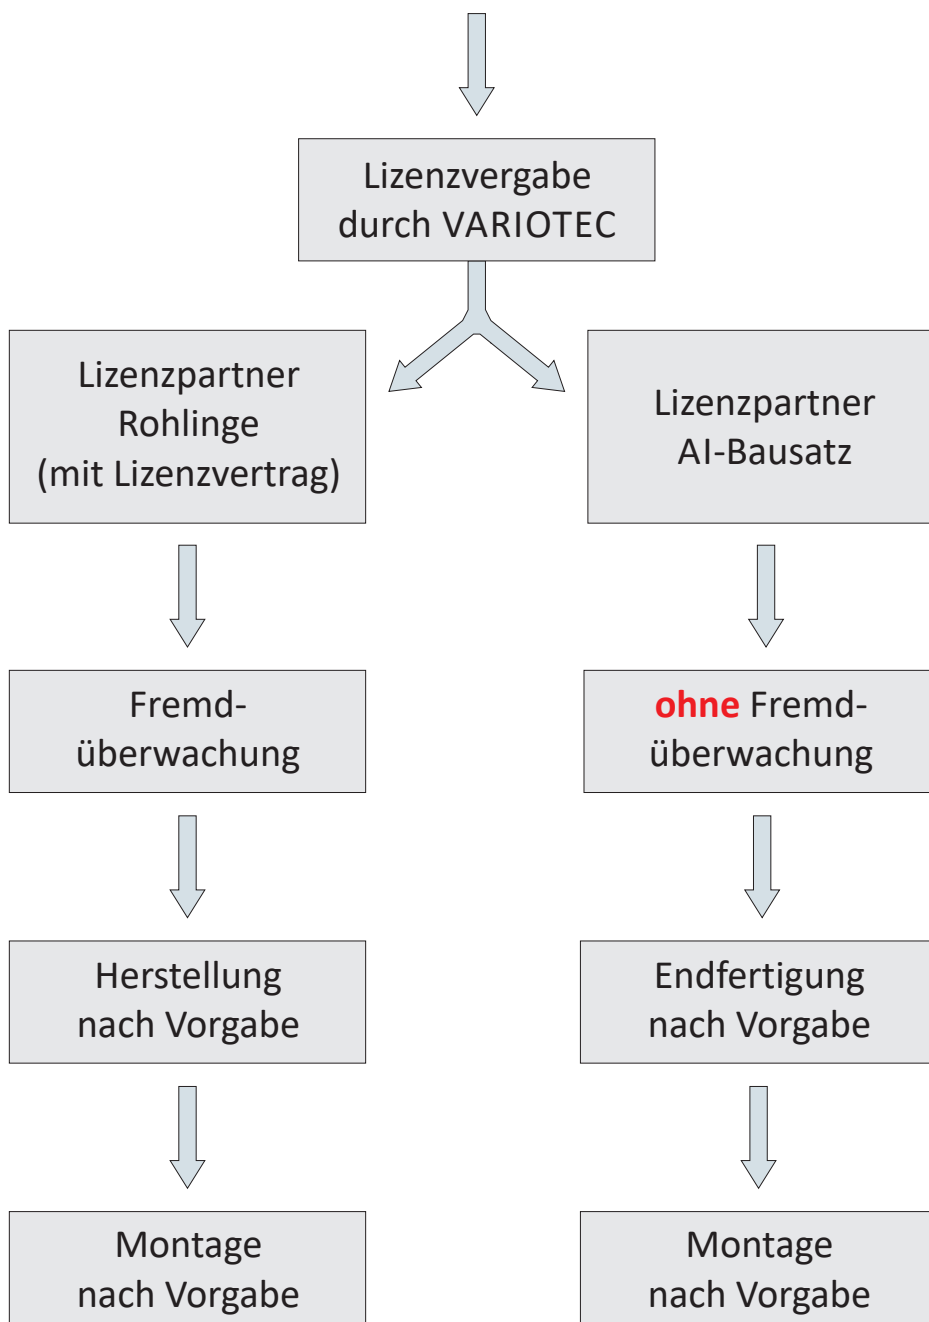 Lizenzvergabe
durch VARIOTEC
Lizenzpartner
Rohlinge
(mit Lizenzvertrag)
Lizenzpartner
AI-Bausatz
Fremd-
überwachung
ohne Fremd-
überwachung
Herstellung
nach Vorgabe
Endfertigung
nach Vorgabe
Montage
nach Vorgabe
Montage
nach Vorgabe